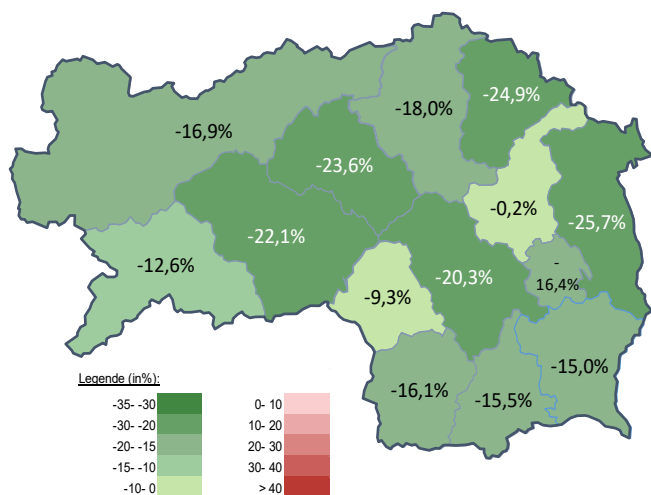 -24,9%
-18,0%
-16,9%
-23,6%
-0,2%
-25,7%
-22,1%
-12,6%
-20,3%
-
16,4%
-9,3%
-15,0%
-16,1%
-15,5%
Legende (in%):
-35- -30 0- 10
-30- -20 10- 20
-20- -15 20- 30
-15- -10 30- 40
-10- 0 > 40